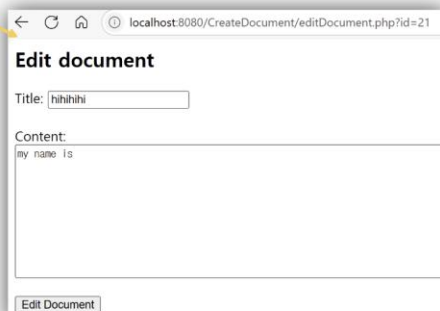 localhost:8080/CreateDocument/editDocument.php?id=21
Edit document
Title: hihihihi
Content:
my name is
Edit Document